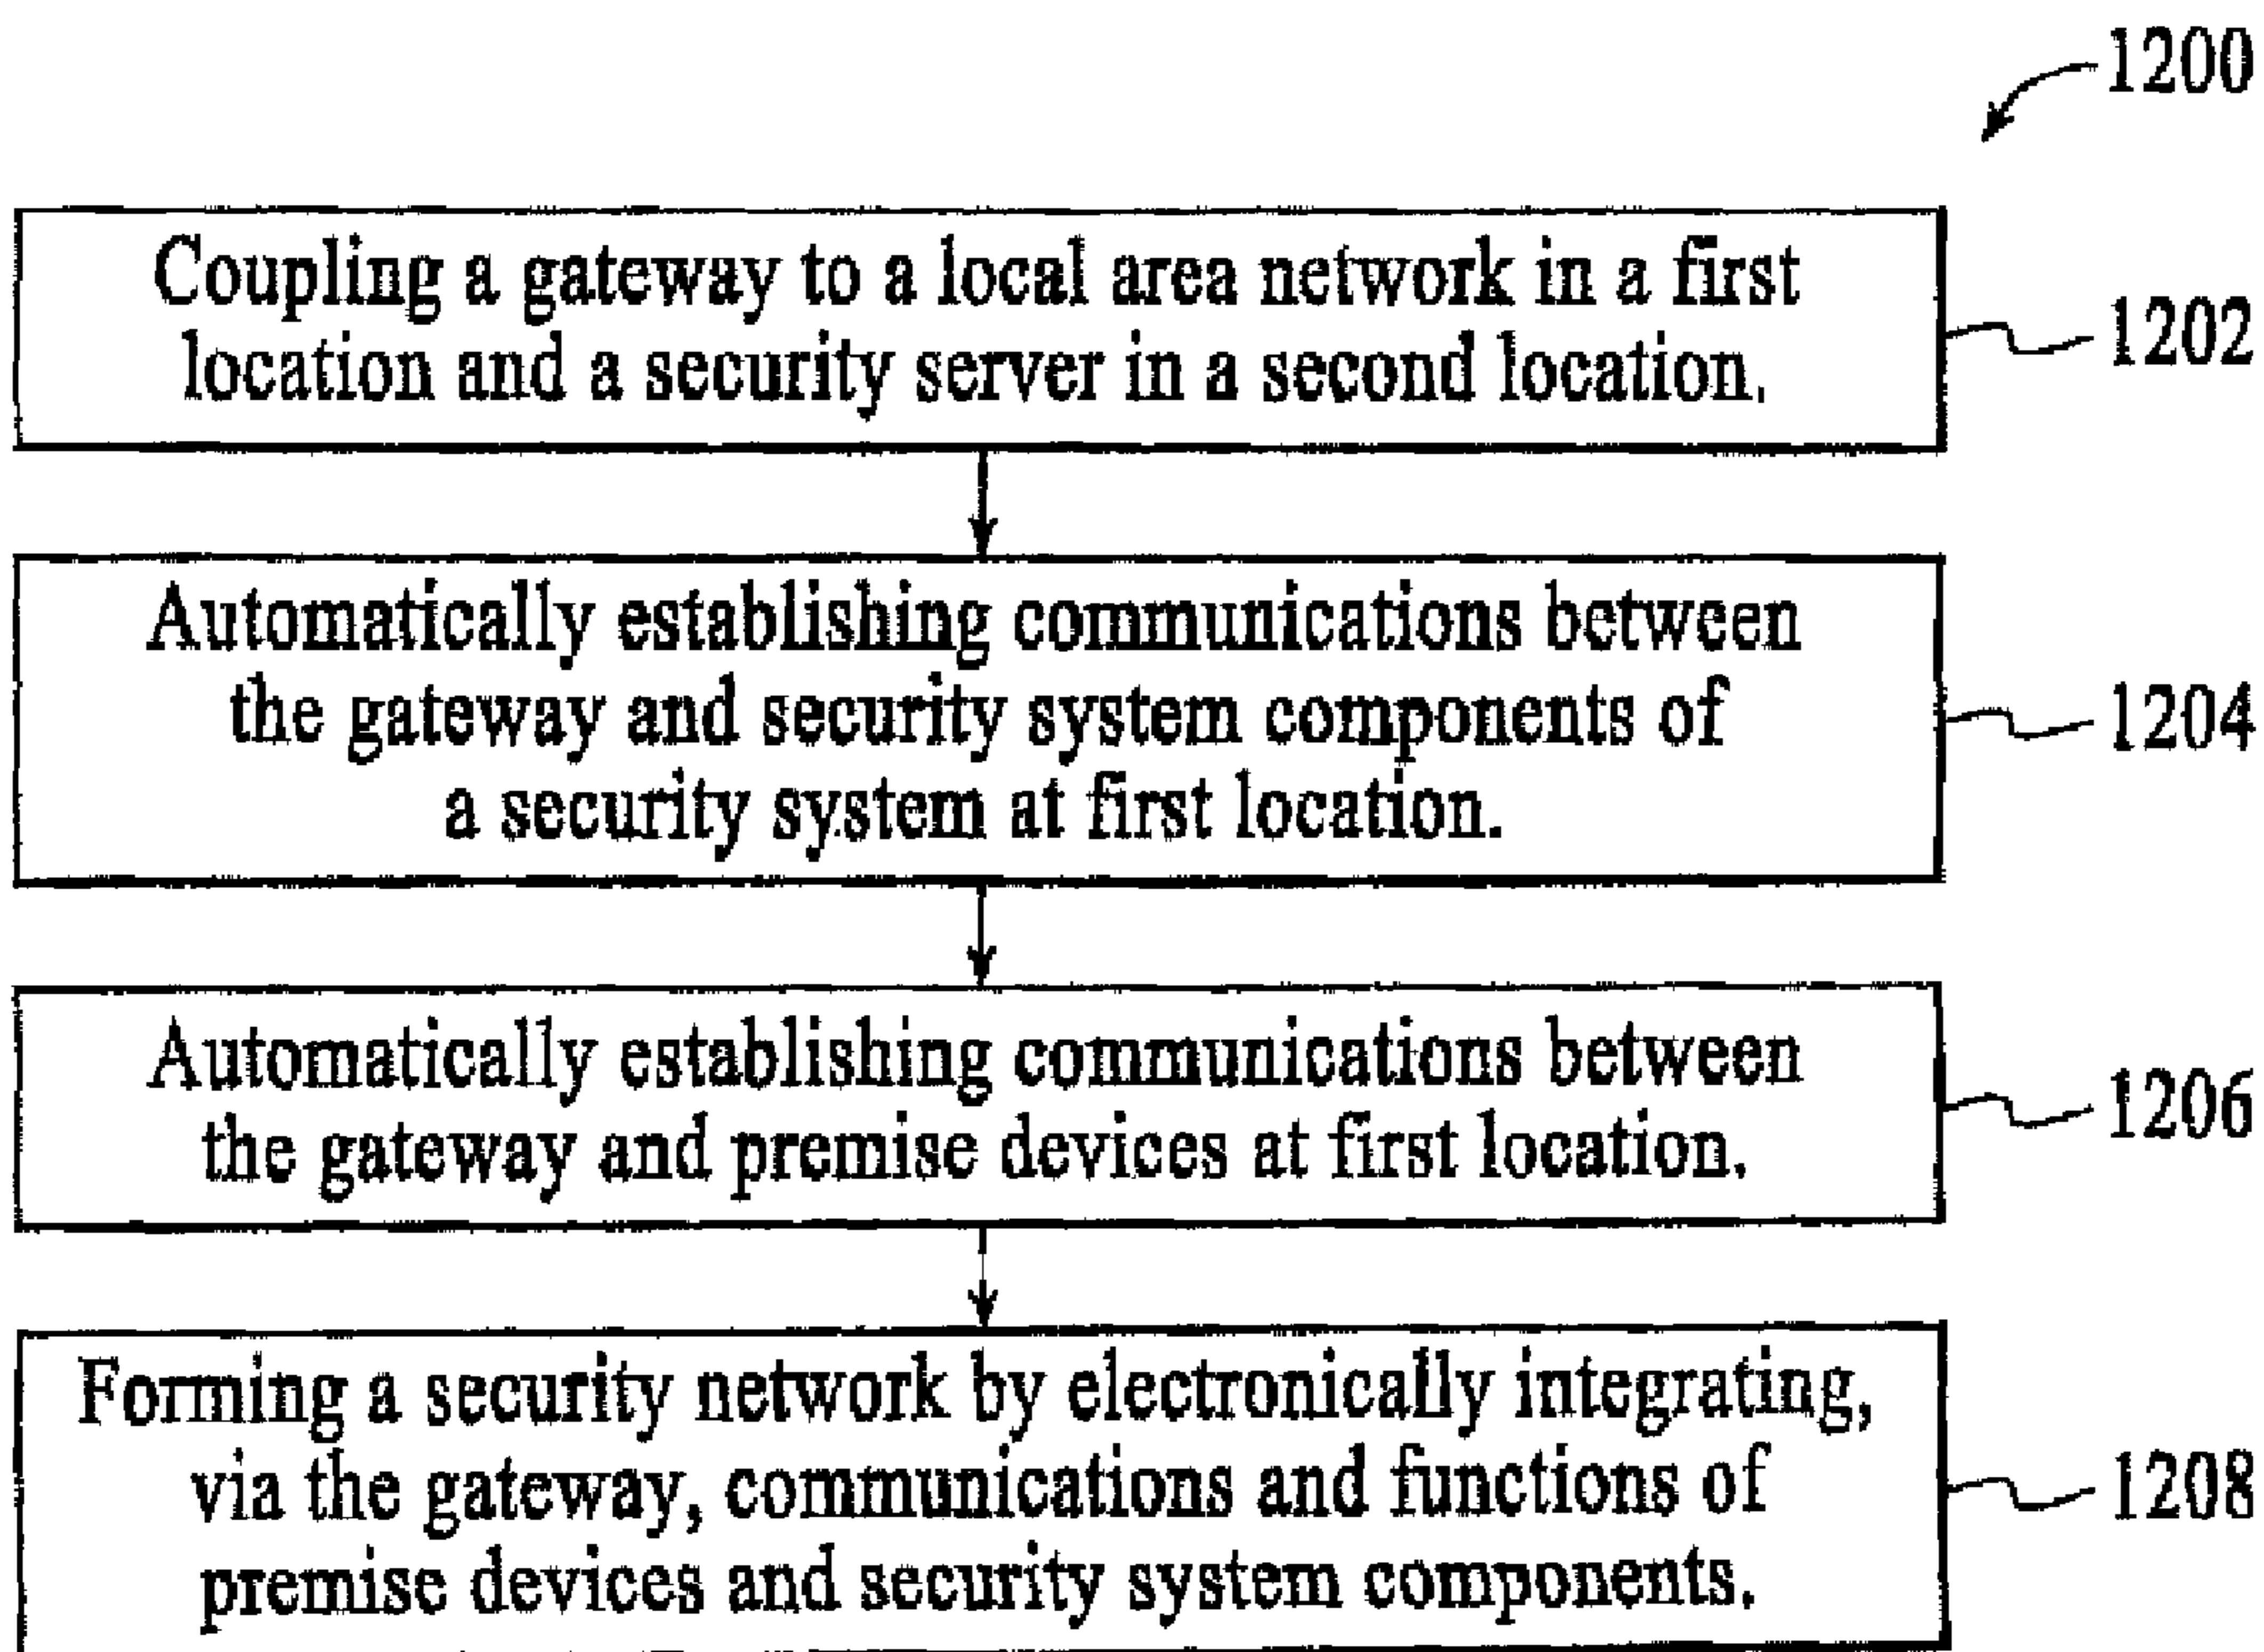 1200
Coupling a gateway to a local area network in a first
location and a security server in a second location.
1202
Automatically establishing communications between
the gateway and security system components of
a security system at first location.
1204
Automatically establishing communications between
the gateway and premise devices at first location.
1206
Forming a security network by electronically integrating,
via the gateway, communications and functions of
premise devices and security system components.
1208